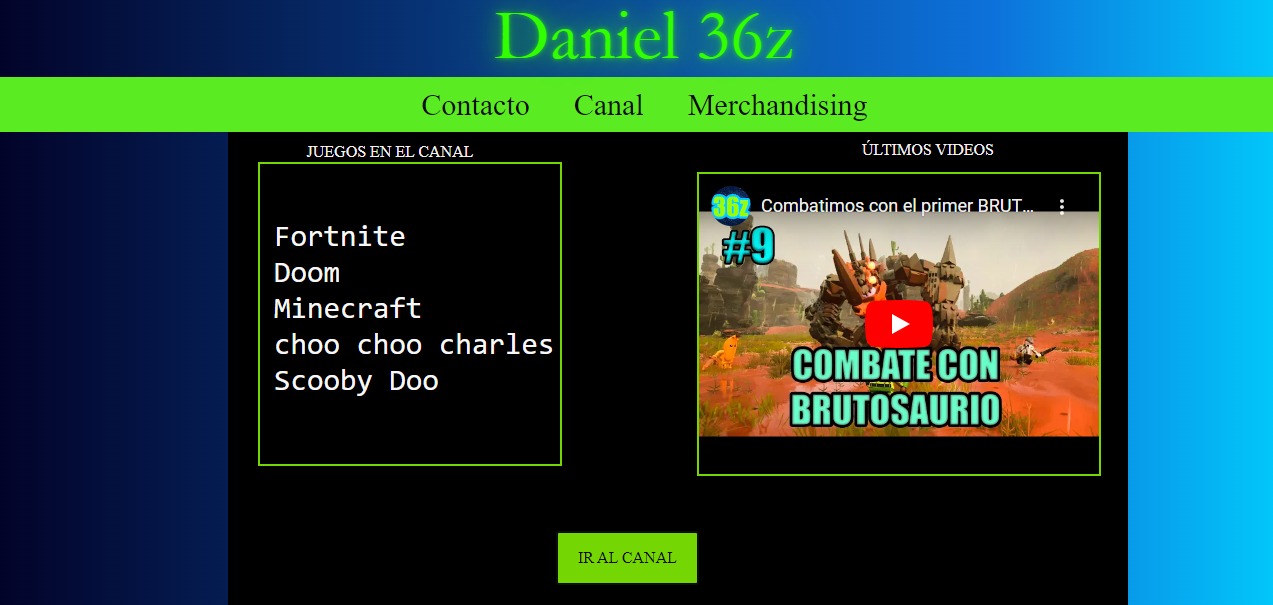 Daniel 36z
Contacto Canal Merchandising
JUEGOS EN EL CANAL
Fortnite
Doom
Minecraft
choo choo charles
Scooby Doo
ÚLTIMOS VIDEOS
36z Combatimos con el primer BRUT...
#9
COMBATE CON
BRUTOSAURIO
IR AL CANAL